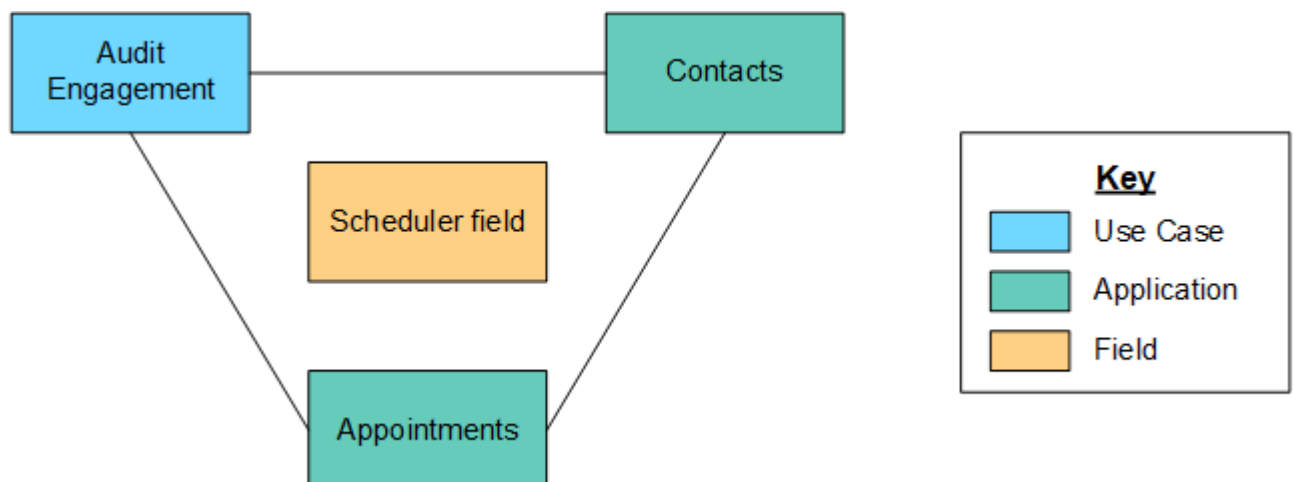 Audit
Engagement
Contacts
Scheduler field
Appointments
Key
Use Case
Application
Field